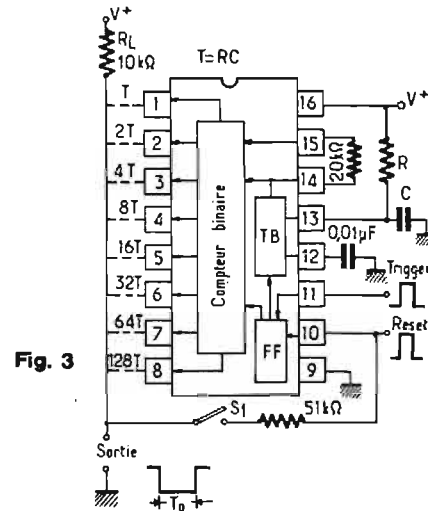 V+
RL
10kΩ
T=RC
T
1
2T
2
4T
3
8T
4
16T
5
32T
6
64T
7
128T
8
Compteur binaire
TB
FF
16
V+
15
20kΩ
R
14
13
C
12
0,01µF
11
Trigger
10
Reset
9
S1
51kΩ
Fig. 3
Sortie
To